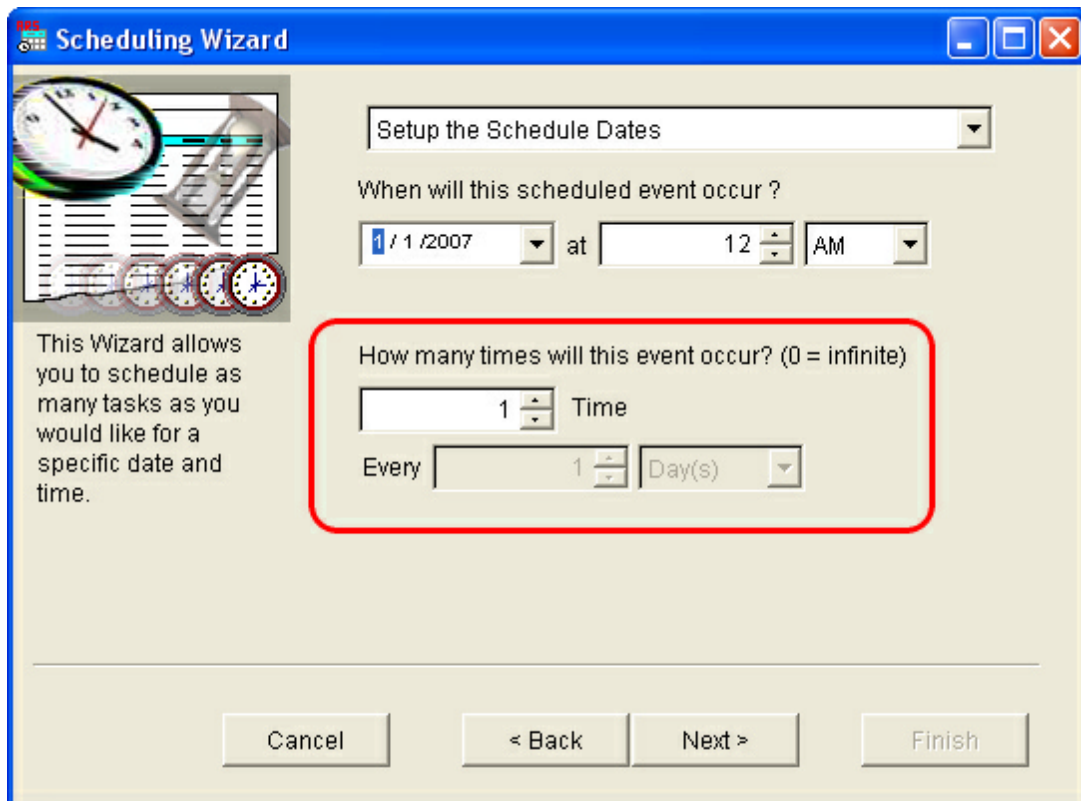 Scheduling Wizard
Setup the Schedule Dates
When will this scheduled event occur ?
1 / 1 /2007 at 12 AM
This Wizard allows
you to schedule as
many tasks as you
would like for a
specific date and
time.
How many times will this event occur? (0 = infinite)
1 Time
Every 1 Day(s)
Cancel < Back Next > Finish